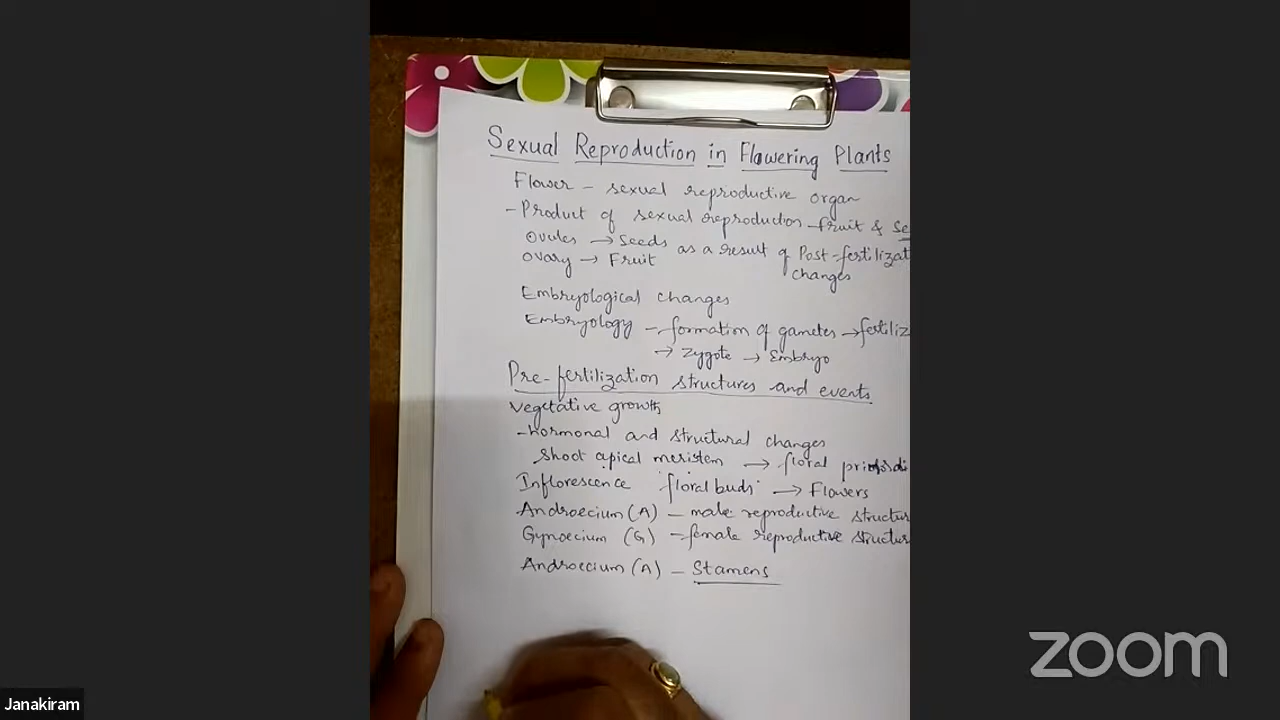 Sexual Reproduction in Flowering Plants
Flower - sexual reproductive organ
- Product of sexual reproduction - fruit & Se
Ovules → Seeds as a result of Post-fertilizat
Ovary → Fruit
changes
Embryological changes
Embryology - formation of gametes → fertiliz
→ Zygote → Embryo
Pre-fertilization structures and events
Vegetative growth
- hormonal and structural changes
Shoot apical meristem → floral primordi
Inflorescence floral buds → Flowers
Androecium (A) - male reproductive structur
Gynoecium (G) - female reproductive structur
Androecium (A) - Stamens
zoom
Janakiram